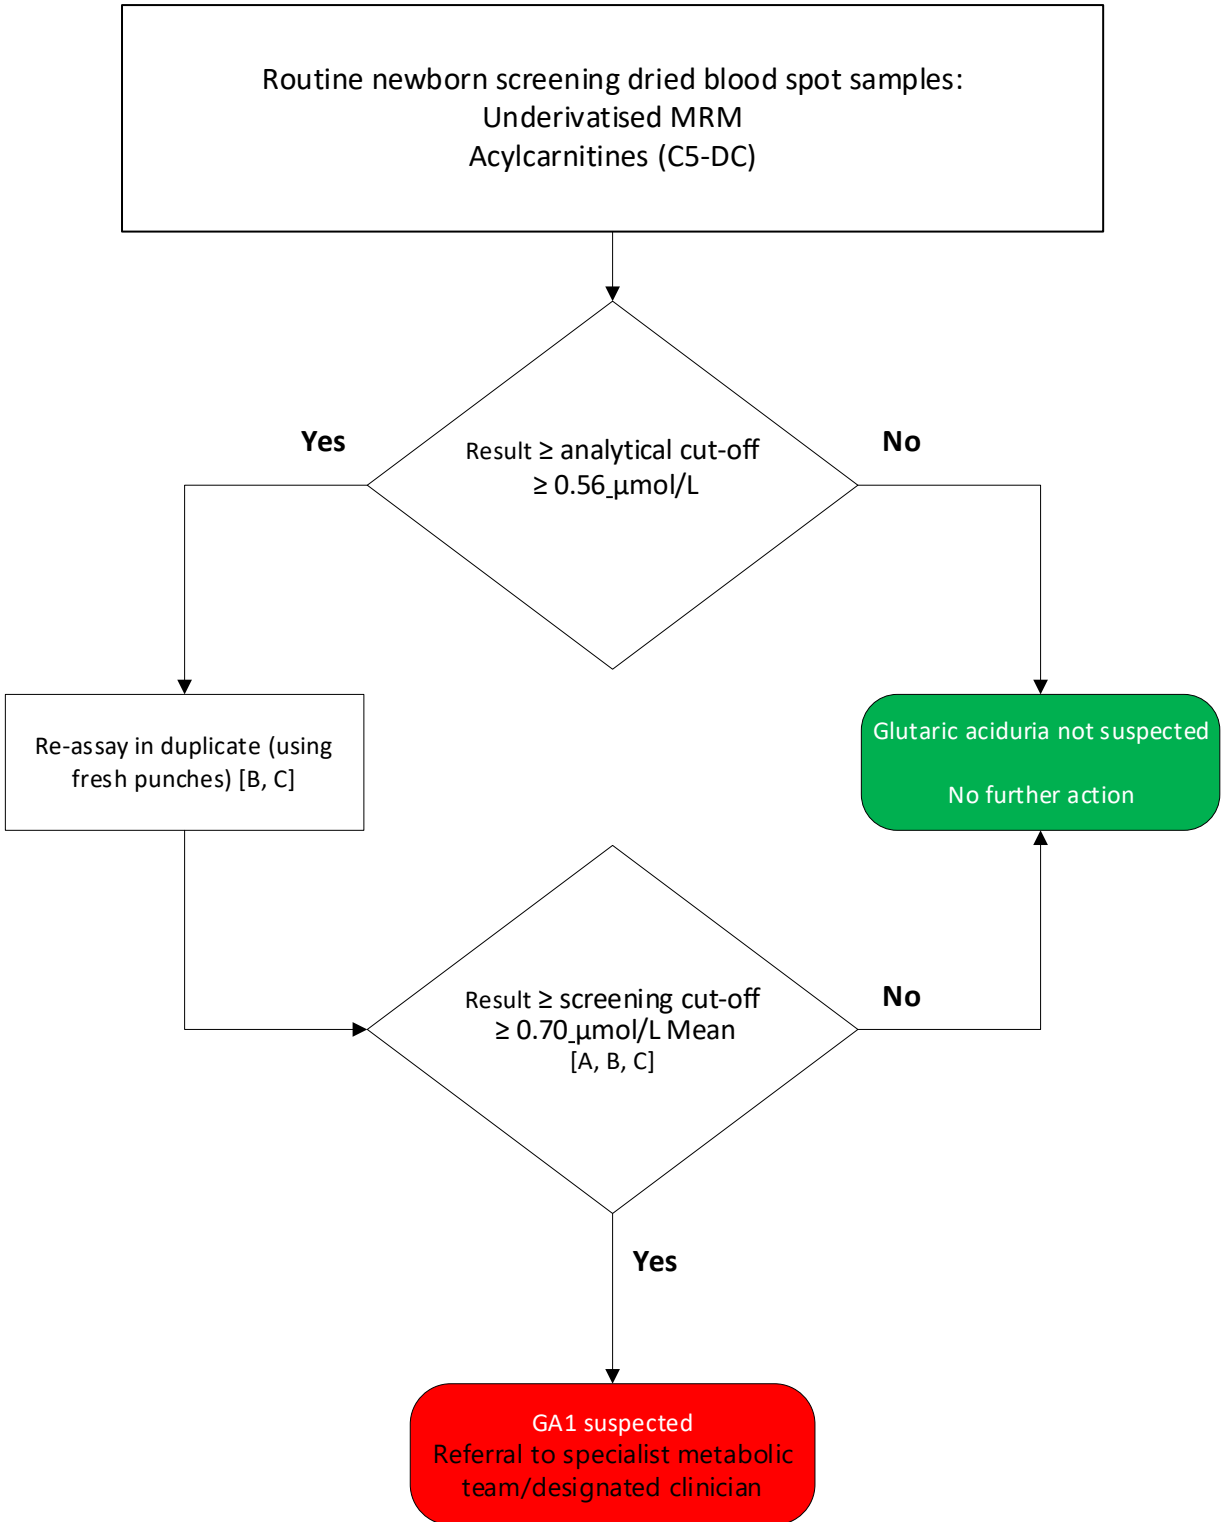 Routine newborn screening dried blood spot samples:
Underivatised MRM
Acylcarnitines (C5-DC)
Yes
No
Result ≥ analytical cut-off
≥ 0.56 µmol/L
Re-assay in duplicate (using
fresh punches) [B, C]
Glutaric aciduria not suspected
No further action
Result ≥ screening cut-off
≥ 0.70 µmol/L Mean
[A, B, C]
No
Yes
GA1 suspected
Referral to specialist metabolic
team/designated clinician